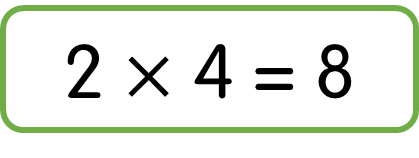 2 × 4 = 8